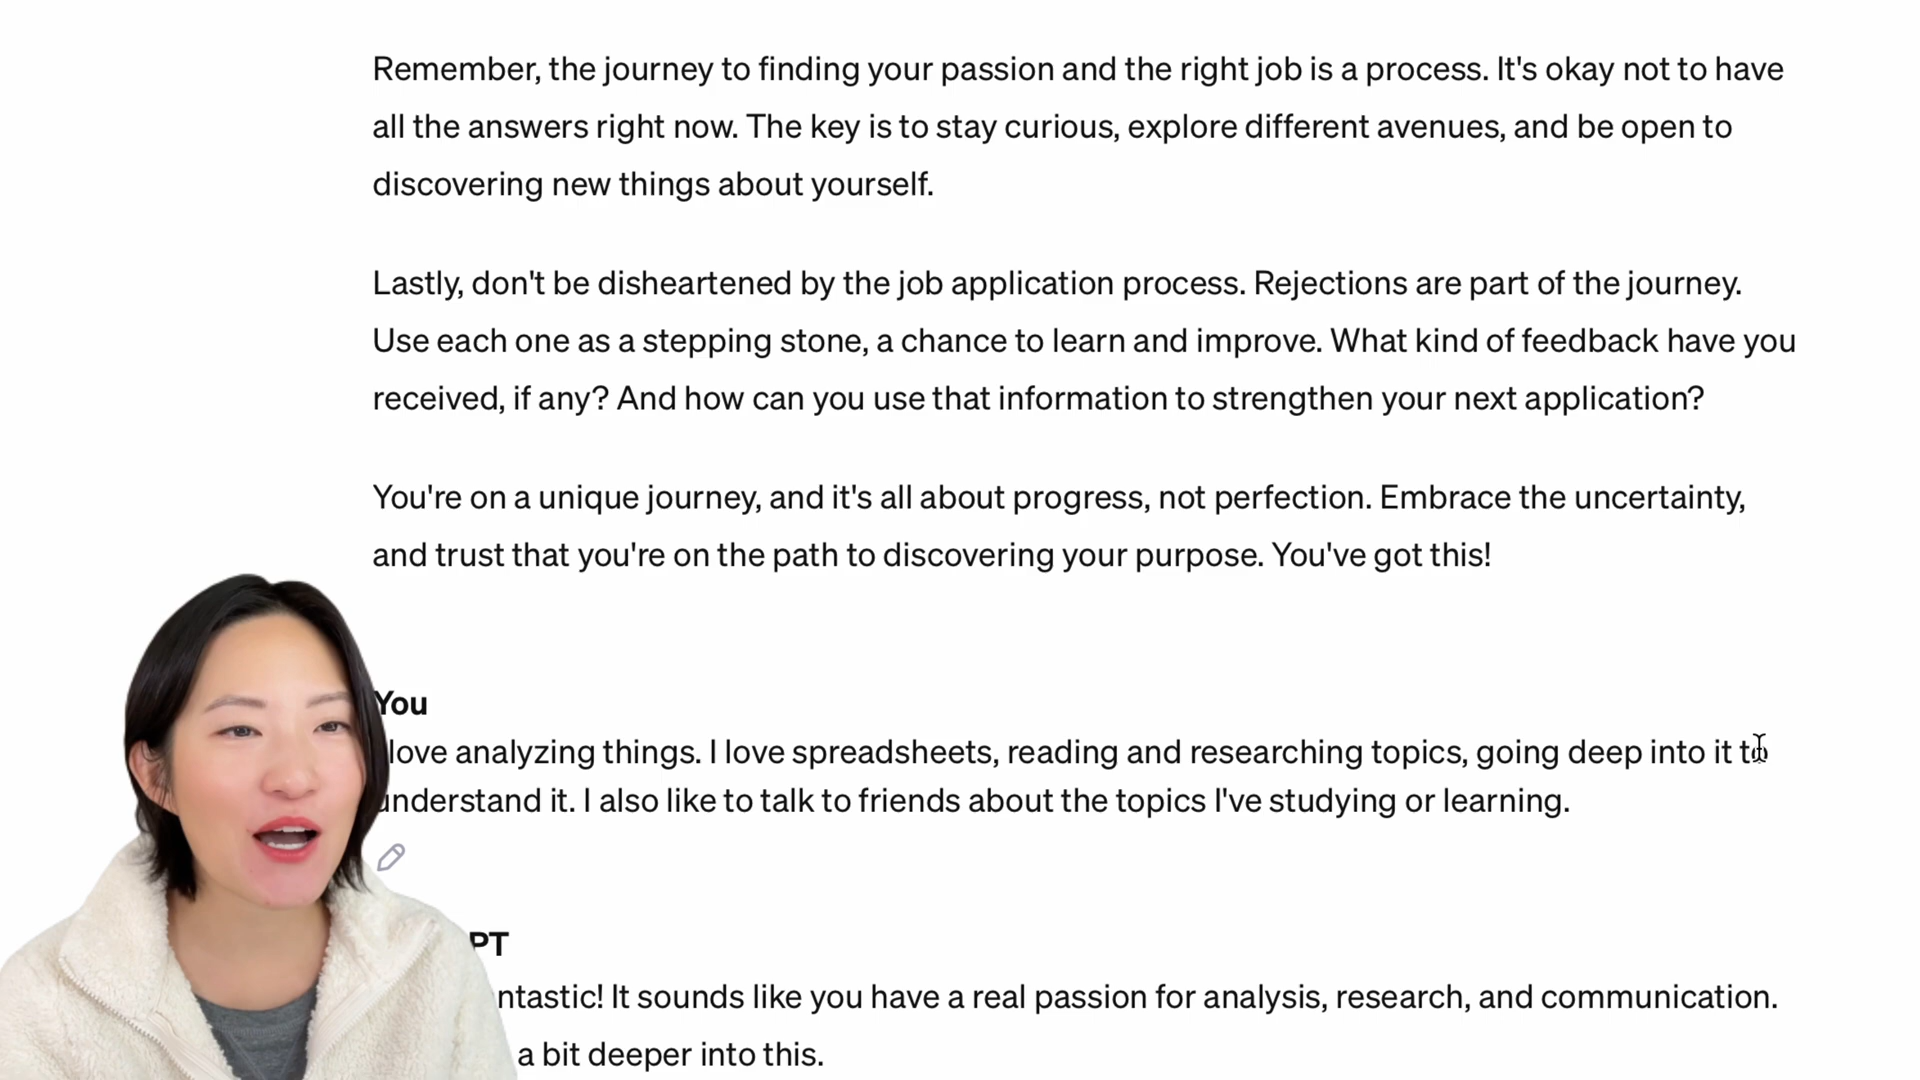 Remember, the journey to finding your passion and the right job is a process. It's okay not to have
all the answers right now. The key is to stay curious, explore different avenues, and be open to
discovering new things about yourself.
Lastly, don't be disheartened by the job application process. Rejections are part of the journey.
Use each one as a stepping stone, a chance to learn and improve. What kind of feedback have you
received, if any? And how can you use that information to strengthen your next application?
You're on a unique journey, and it's all about progress, not perfection. Embrace the uncertainty,
and trust that you're on the path to discovering your purpose. You've got this!
You
love analyzing things. I love spreadsheets, reading and researching topics, going deep into it to
understand it. I also like to talk to friends about the topics I've studying or learning.
PT
ntastic! It sounds like you have a real passion for analysis, research, and communication.
a bit deeper into this.